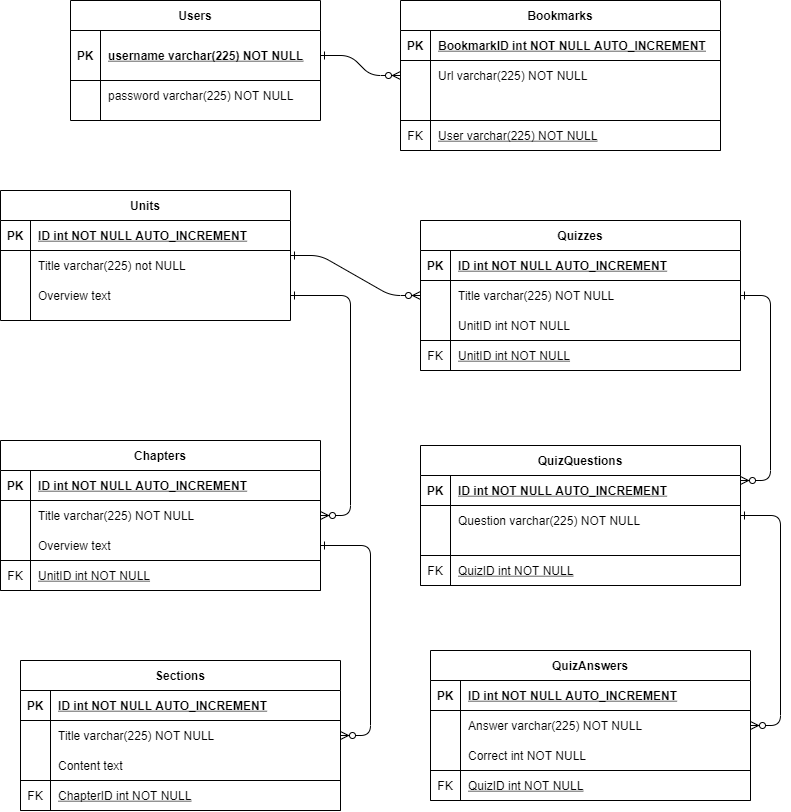 Users
PK username varchar(225) NOT NULL
password varchar(225) NOT NULL
Bookmarks
PK BookmarkID int NOT NULL AUTO_INCREMENT
Url varchar(225) NOT NULL
FK User varchar(225) NOT NULL
Units
PK ID int NOT NULL AUTO_INCREMENT
Title varchar(225) not NULL
Overview text
Quizzes
PK ID int NOT NULL AUTO_INCREMENT
Title varchar(225) NOT NULL
UnitID int NOT NULL
FK UnitID int NOT NULL
Chapters
PK ID int NOT NULL AUTO_INCREMENT
Title varchar(225) NOT NULL
Overview text
FK UnitID int NOT NULL
QuizQuestions
PK ID int NOT NULL AUTO_INCREMENT
Question varchar(225) NOT NULL
FK QuizID int NOT NULL
Sections
PK ID int NOT NULL AUTO_INCREMENT
Title varchar(225) NOT NULL
Content text
FK ChapterID int NOT NULL
QuizAnswers
PK ID int NOT NULL AUTO_INCREMENT
Answer varchar(225) NOT NULL
Correct int NOT NULL
FK QuizID int NOT NULL